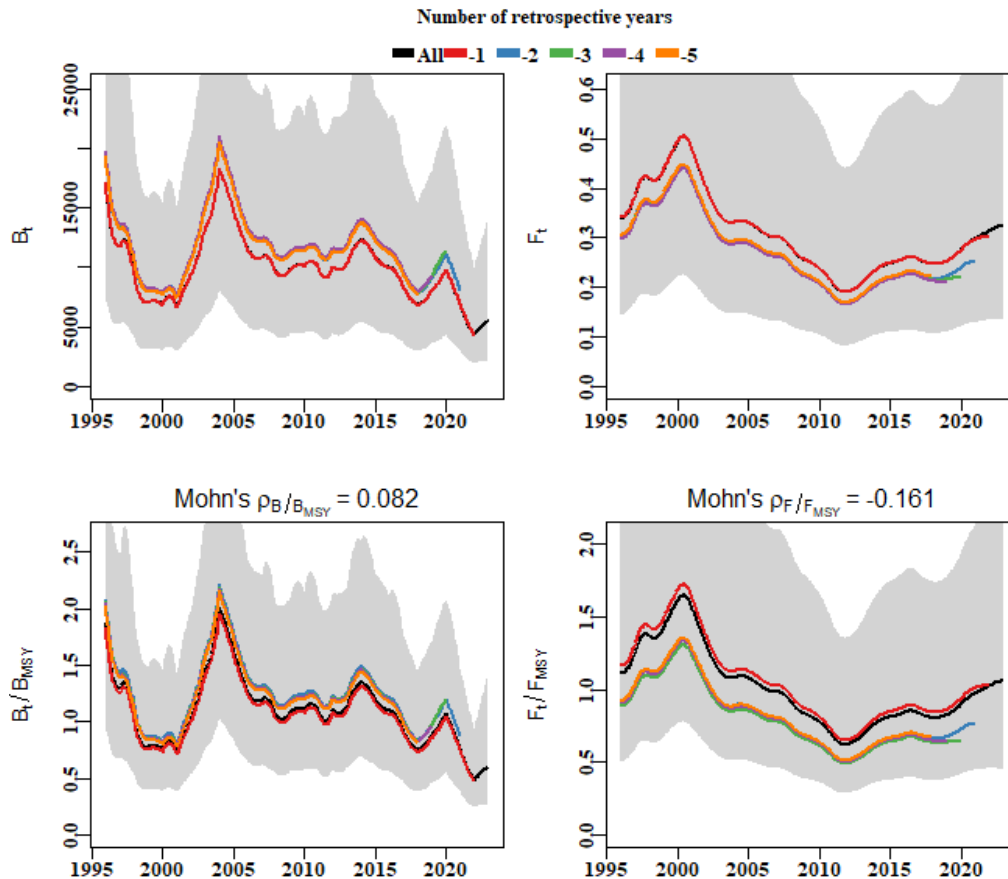 Number of retrospective years
All -1 -2 -3 -4 -5
Bt
0 5000 15000 25000
1995 2000 2005 2010 2015 2020
Ft
0.0 0.1 0.2 0.3 0.4 0.5 0.6
1995 2000 2005 2010 2015 2020
Mohn's ρB/BMSY = 0.082
Bt/BMSY
0.0 0.5 1.0 1.5 2.0 2.5
1995 2000 2005 2010 2015 2020
Mohn's ρF/FMSY = -0.161
Ft/FMSY
0.0 0.5 1.0 1.5 2.0
1995 2000 2005 2010 2015 2020